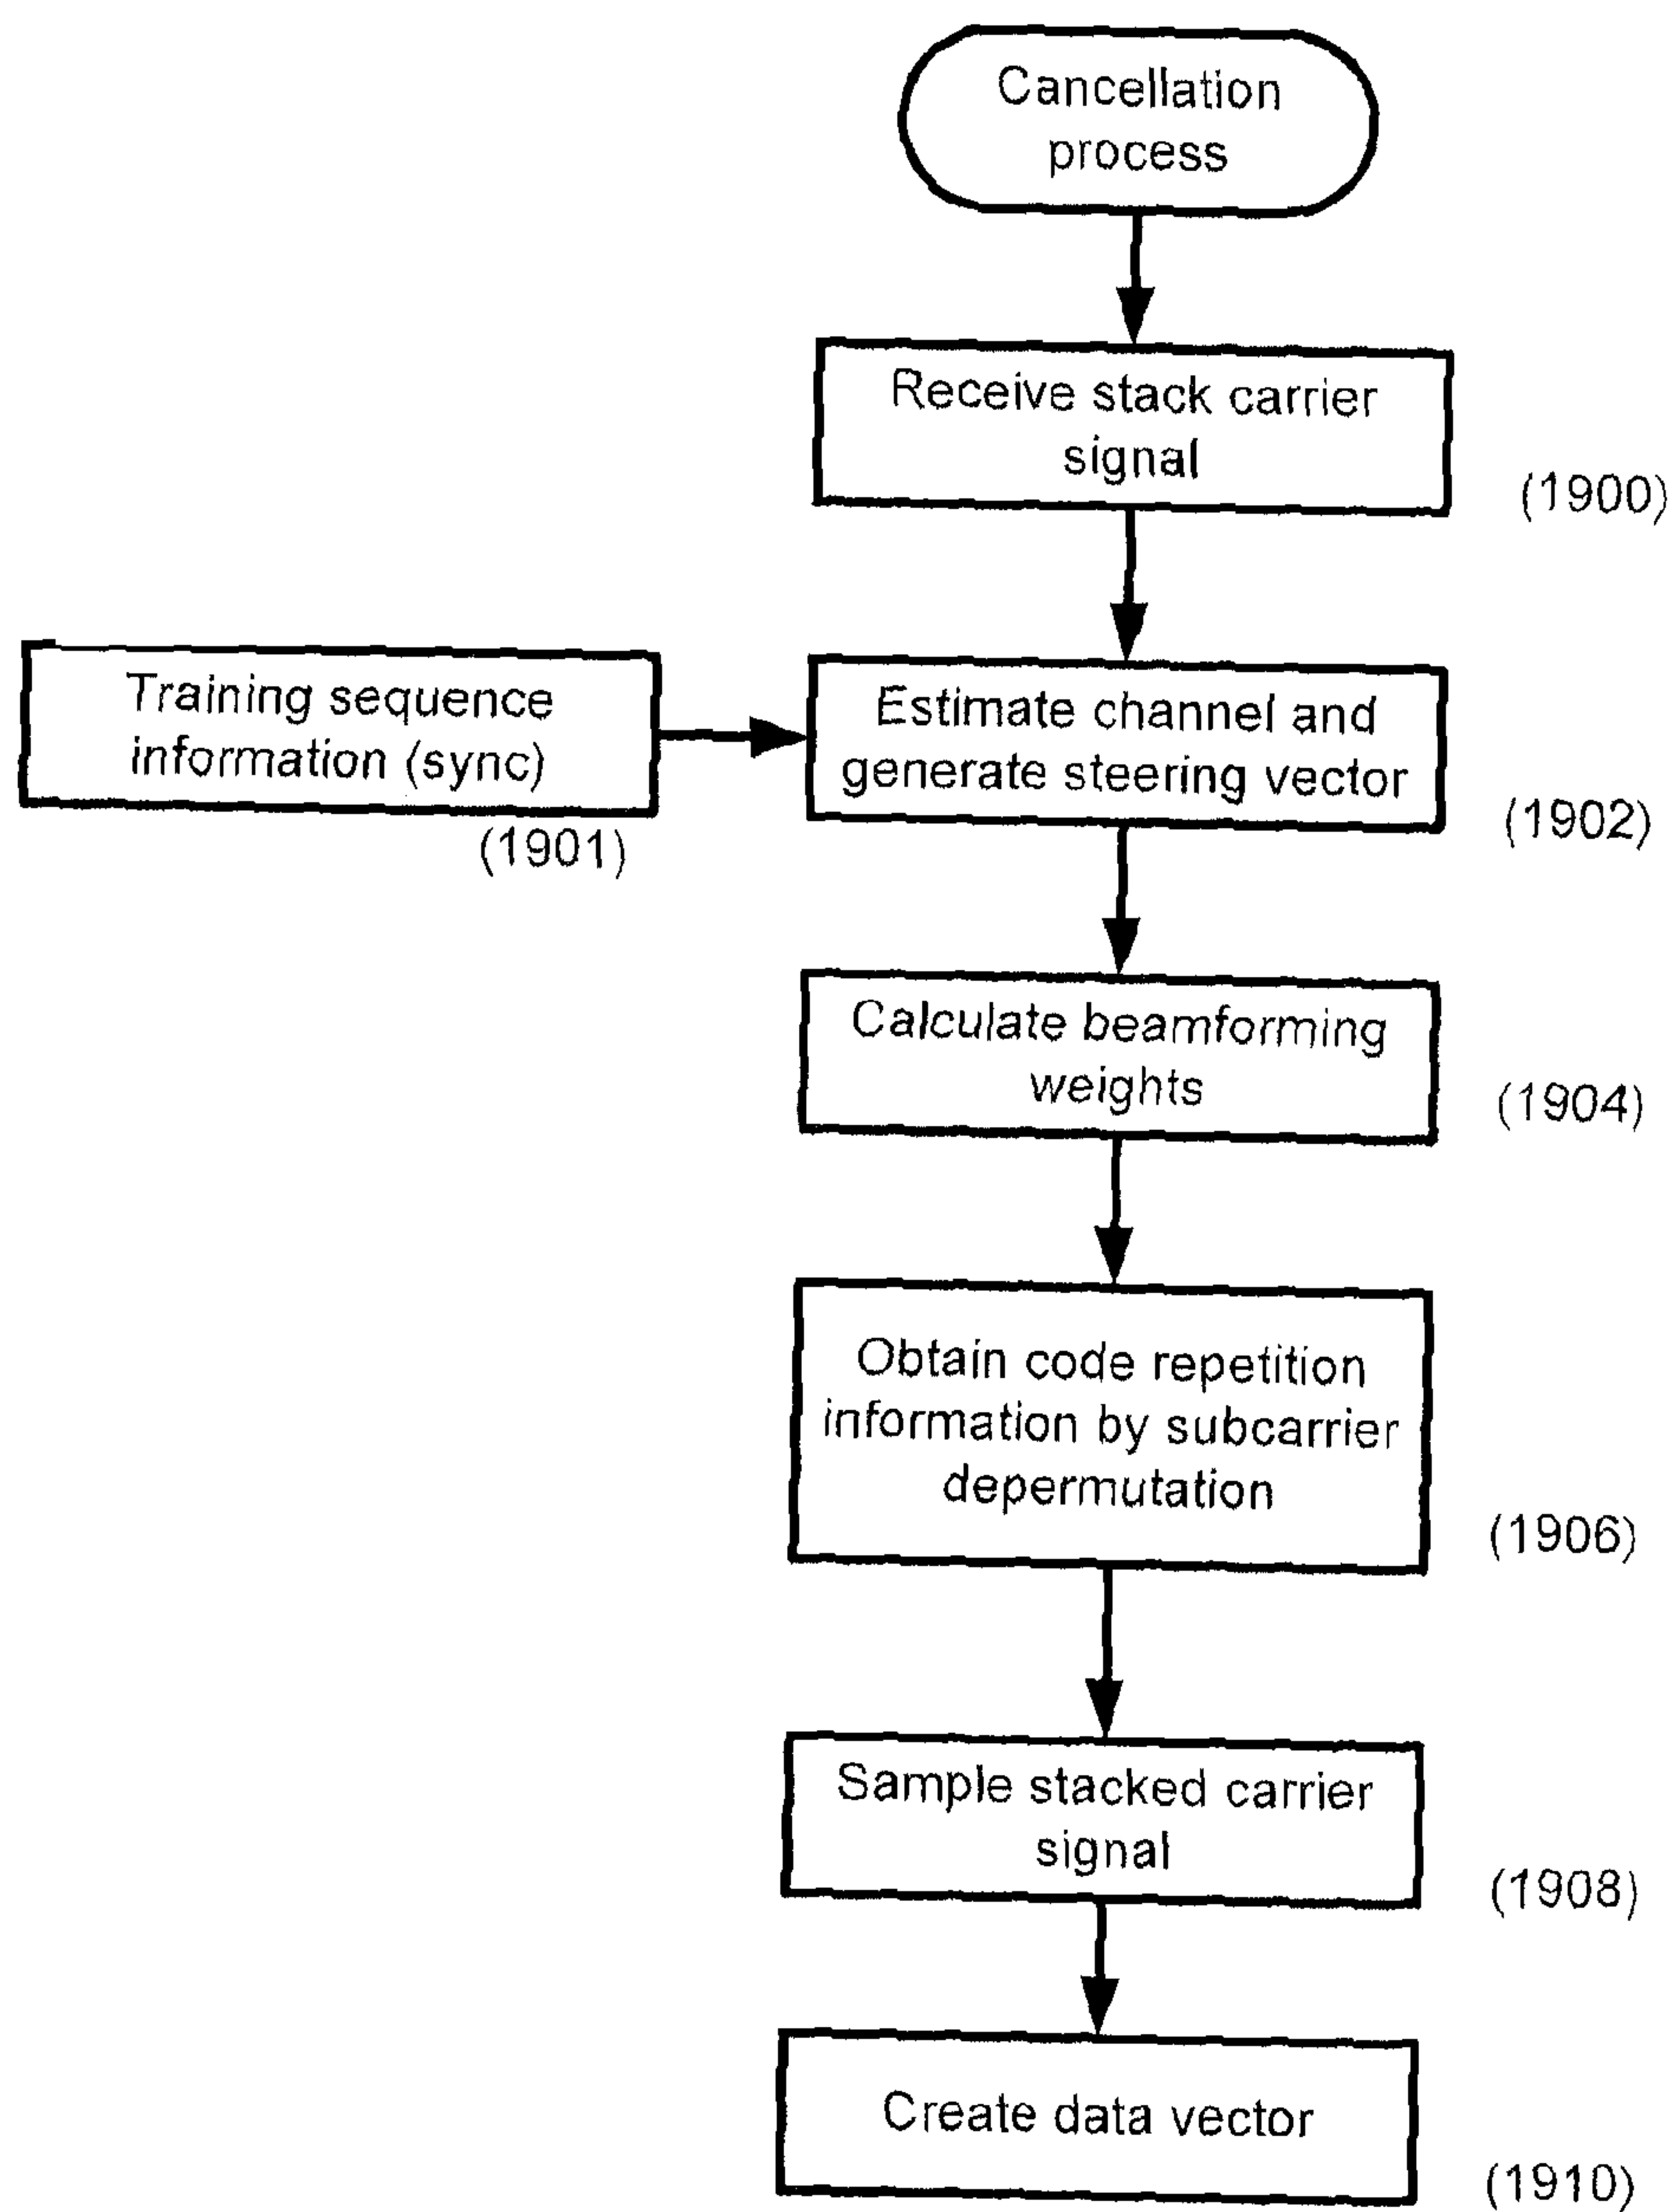 Cancellation
process
Receive stack carrier
signal
(1900)
Training sequence
information (sync)
(1901)
Estimate channel and
generate steering vector
(1902)
Calculate beamforming
weights
(1904)
Obtain code repetition
information by subcarrier
depermutation
(1906)
Sample stacked carrier
signal
(1908)
Create data vector
(1910)